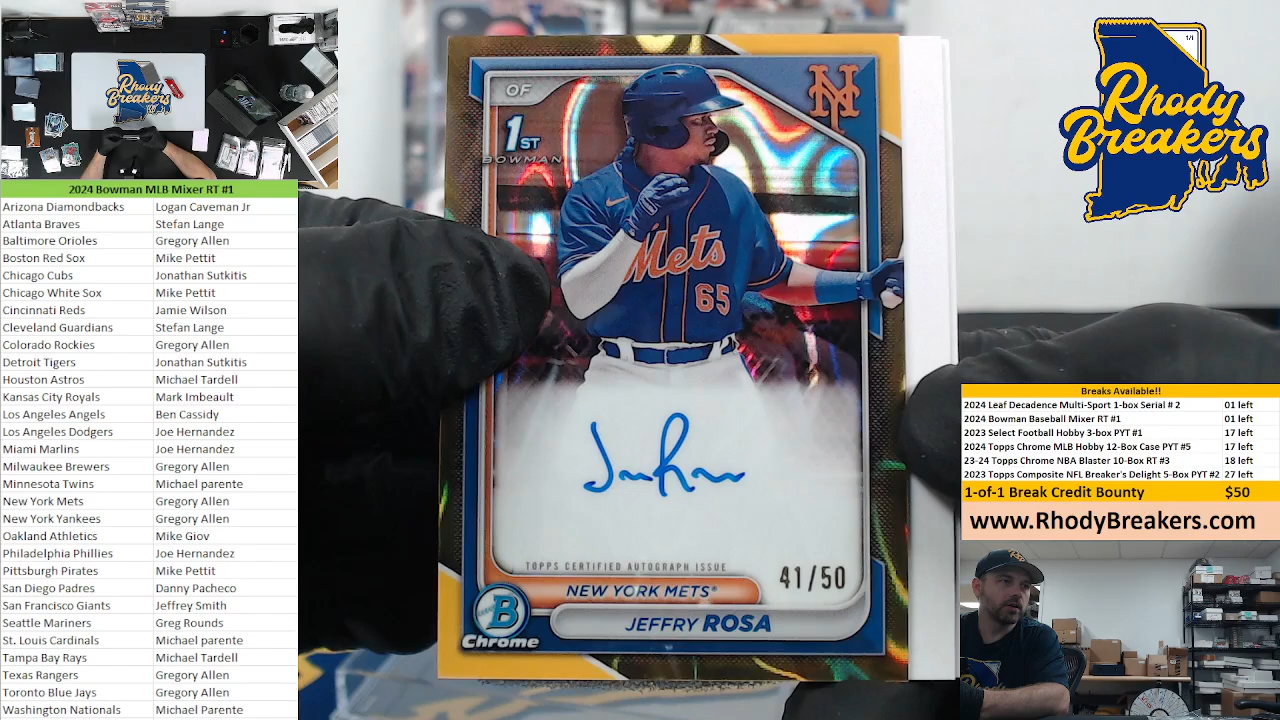 Rhody
Breakers
2024 Bowman MLB Mixer RT #1
Arizona Diamondbacks Logan Caveman Jr
Atlanta Braves Stefan Lange
Baltimore Orioles Gregory Allen
Boston Red Sox Mike Pettit
Chicago Cubs Jonathan Sutkitis
Chicago White Sox Mike Pettit
Cincinnati Reds Jamie Wilson
Cleveland Guardians Stefan Lange
Colorado Rockies Gregory Allen
Detroit Tigers Jonathan Sutkitis
Houston Astros Michael Tardell
Kansas City Royals Mark Imbeault
Los Angeles Angels Ben Cassidy
Los Angeles Dodgers Joe Hernandez
Miami Marlins Joe Hernandez
Milwaukee Brewers Gregory Allen
Minnesota Twins Michael parente
New York Mets Gregory Allen
New York Yankees Gregory Allen
Oakland Athletics Mike Giov
Philadelphia Phillies Joe Hernandez
Pittsburgh Pirates Mike Pettit
San Diego Padres Danny Pacheco
San Francisco Giants Jeffrey Smith
Seattle Mariners Greg Rounds
St. Louis Cardinals Michael parente
Tampa Bay Rays Michael Tardell
Texas Rangers Gregory Allen
Toronto Blue Jays Gregory Allen
Washington Nationals Michael Parente
OF
1ST
BOWMAN
NY
Mets
65
TOPPS CERTIFIED AUTOGRAPH ISSUE
41/50
NEW YORK METS®
JEFFRY ROSA
B
Chrome
1/1
Rhody
Breakers
Breaks Available!!
2024 Leaf Decadence Multi-Sport 1-box Serial # 2 01 left
2024 Bowman Baseball Mixer RT #1 01 left
2023 Select Football Hobby 3-box PYT #1 17 left
2024 Topps Chrome MLB Hobby 12-Box Case PYT #5 17 left
23-24 Topps Chrome NBA Blaster 10-Box RT #3 18 left
2023 Topps Composite NFL Breaker's Delight 5-Box PYT #2 27 left
1-of-1 Break Credit Bounty $50
www.RhodyBreakers.com